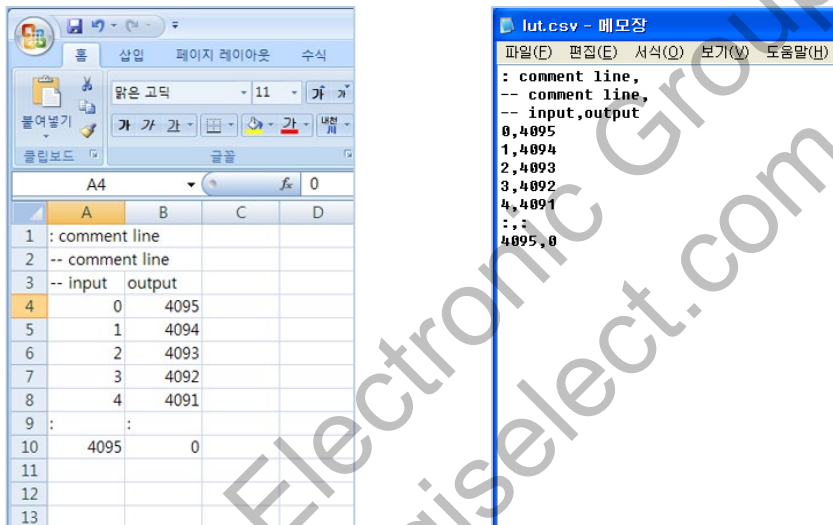 홈 삽입 페이지 레이아웃 수식
맑은 고딕 11 가 가
붙여넣기 가 가 가 가 내천
클립보드 글꼴
A4 fx 0
A B C D
1 : comment line
2 -- comment line
3 -- input output
4 0 4095
5 1 4094
6 2 4093
7 3 4092
8 4 4091
9 : :
10 4095 0
11
12
13
lut.csv - 메모장
파일(F) 편집(E) 서식(O) 보기(V) 도움말(H)
: comment line,
-- comment line,
-- input,output
0,4095
1,4094
2,4093
3,4092
4,4091
:,:
4095,0
Electronic Group